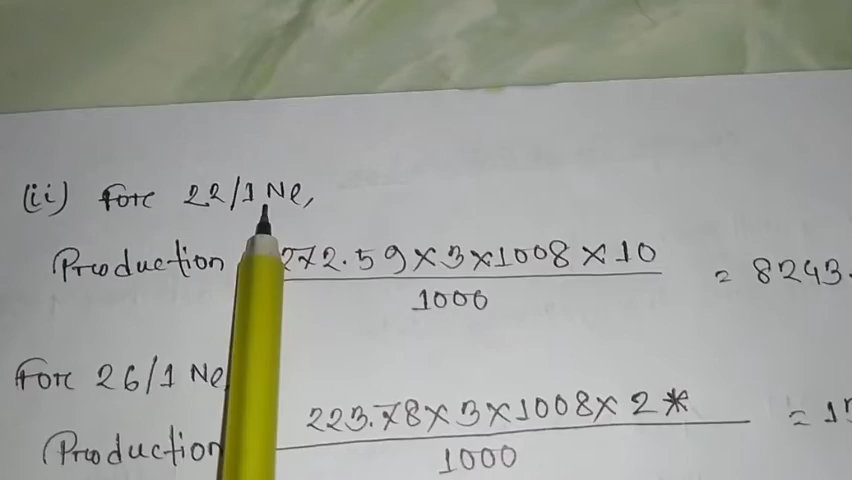 (ii) For 22/1 Ne,
Production 272.59×3×1008×10 = 8243.
1000
For 26/1 Ne
Production 223.78×3×1008×2* = 1
1000